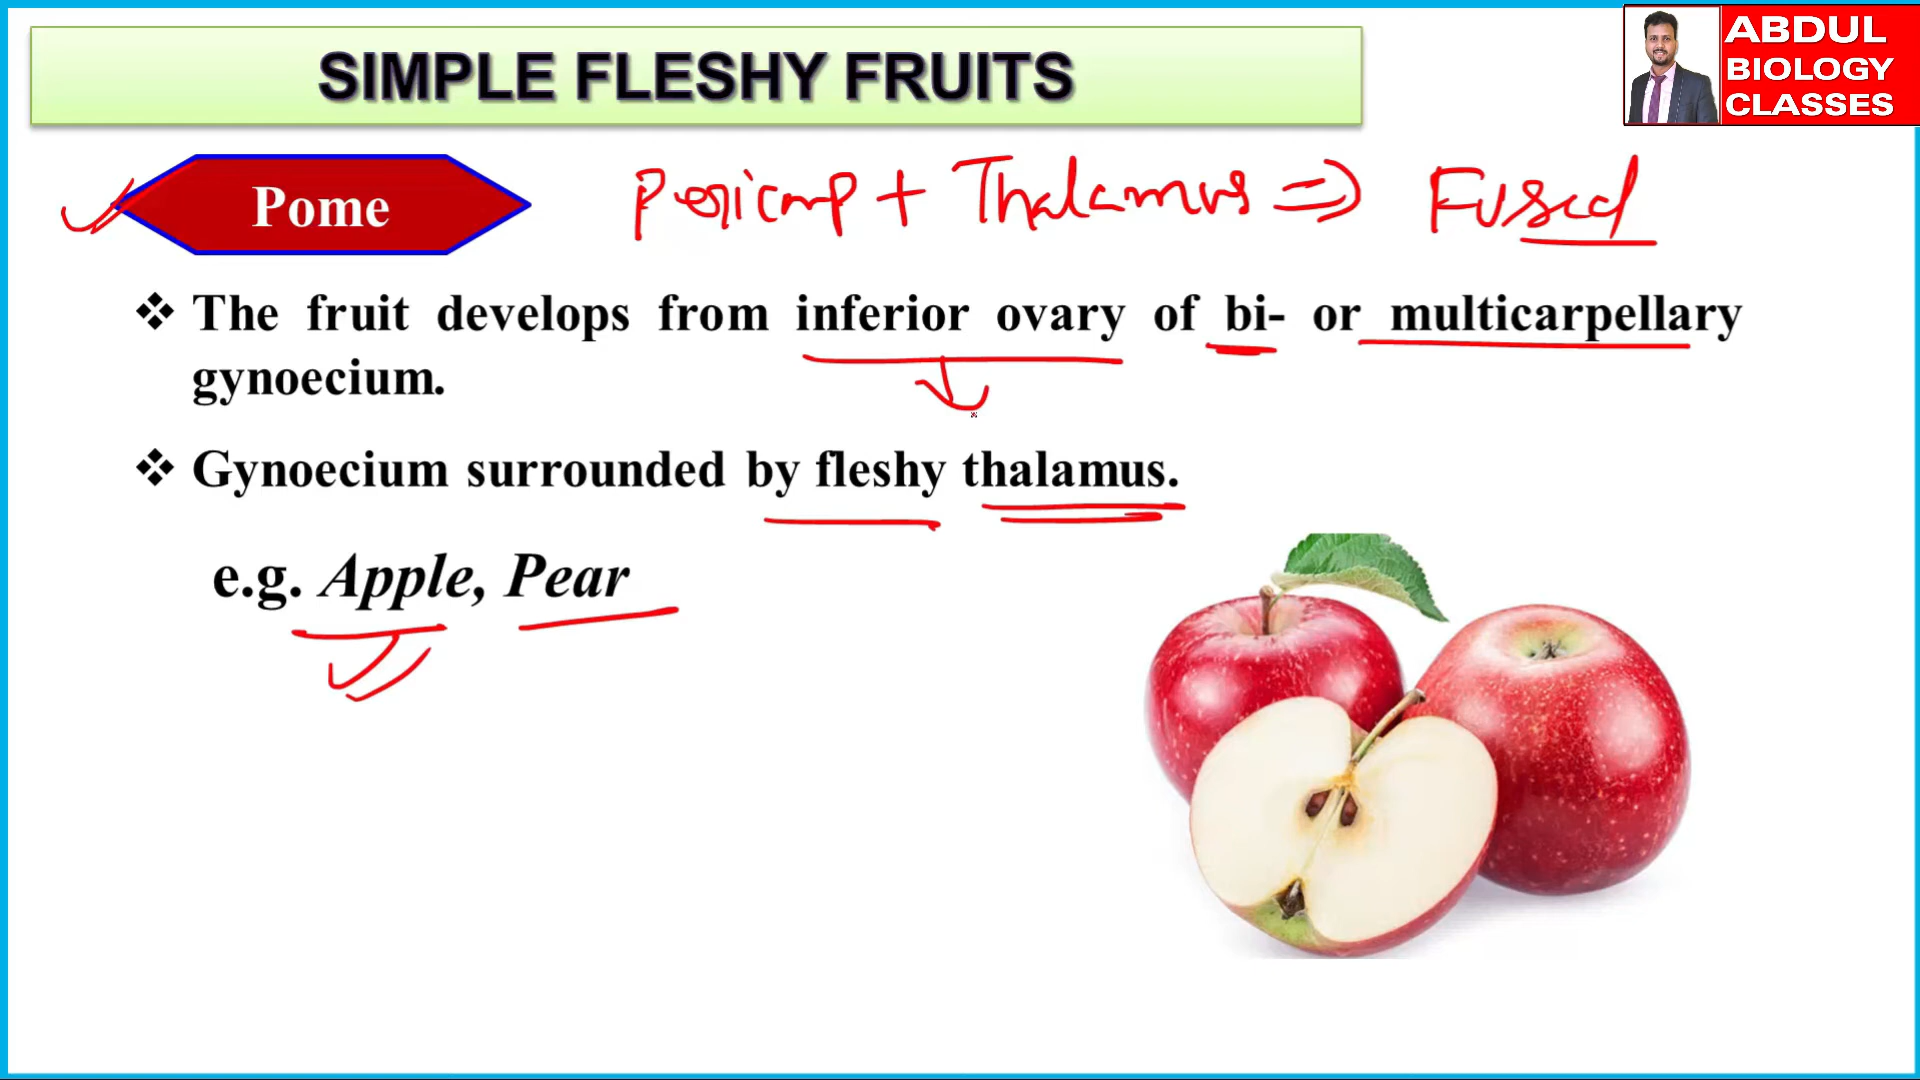 SIMPLE FLESHY FRUITS
ABDUL
BIOLOGY
CLASSES
Pome
Pericarp + Thalamus ⇒ Fused
❖ The fruit develops from inferior ovary of bi- or multicarpellary
gynoecium.
❖ Gynoecium surrounded by fleshy thalamus.
e.g. Apple, Pear